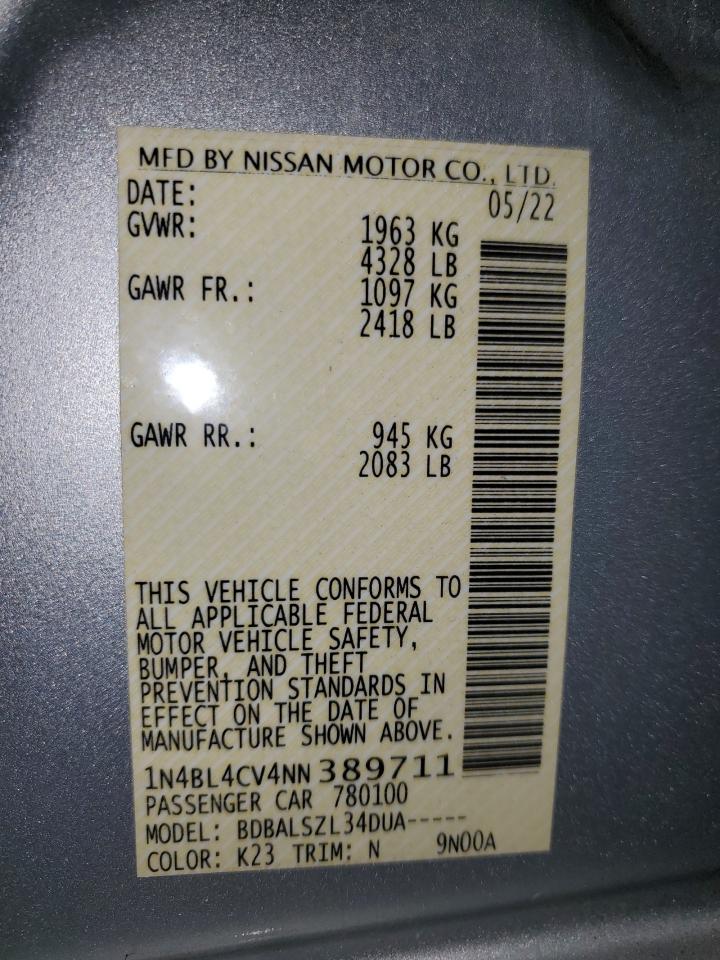 MFD BY NISSAN MOTOR CO., LTD.
DATE: 05/22
GVWR: 1963 KG
4328 LB
GAWR FR.: 1097 KG
2418 LB
GAWR RR.: 945 KG
2083 LB
THIS VEHICLE CONFORMS TO
ALL APPLICABLE FEDERAL
MOTOR VEHICLE SAFETY,
BUMPER, AND THEFT
PREVENTION STANDARDS IN
EFFECT ON THE DATE OF
MANUFACTURE SHOWN ABOVE.
1N4BL4CV4NN389711
PASSENGER CAR 780100
MODEL: BDBALSZL34DUA-----
COLOR: K23 TRIM: N 9N00A